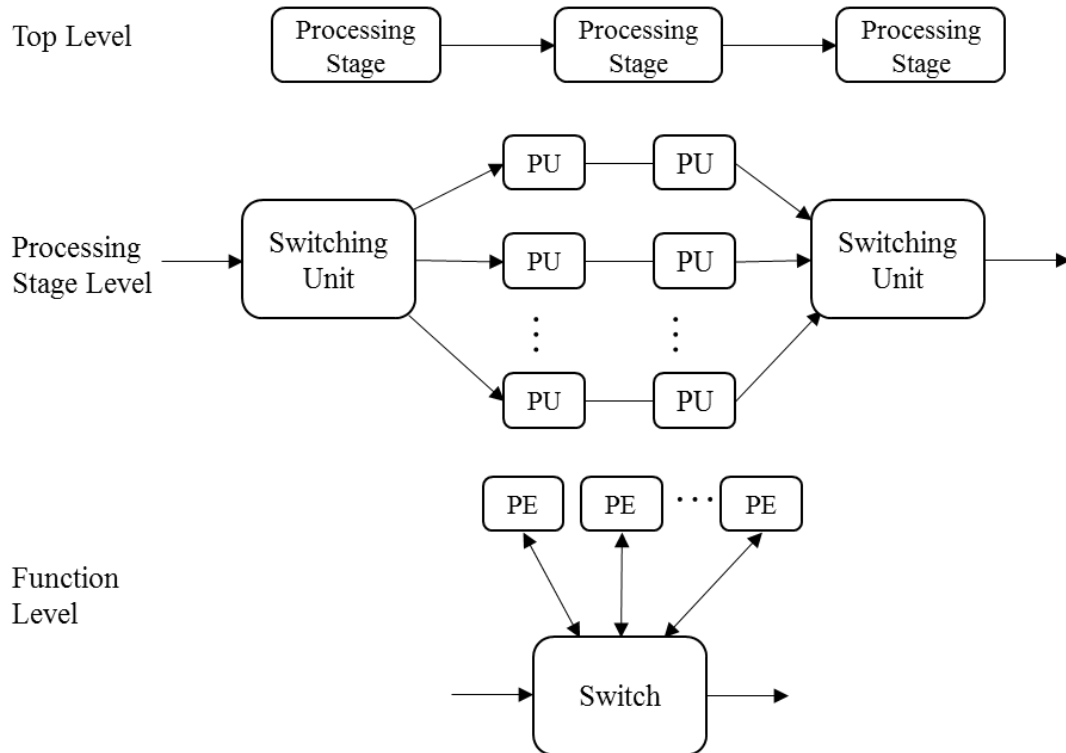 Top Level
Processing
Stage
Processing
Stage
Processing
Stage
Processing
Stage Level
Switching
Unit
PU
PU
PU
PU
PU
PU
Switching
Unit
Function
Level
PE
PE
PE
Switch